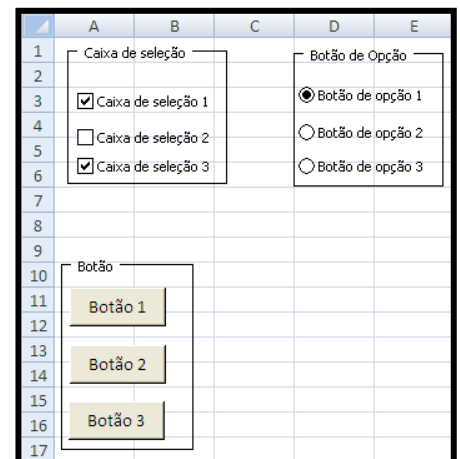 A B C D E
1 Caixa de seleção Botão de Opção
2
3 Caixa de seleção 1 Botão de opção 1
4 Caixa de seleção 2 Botão de opção 2
5
6 Caixa de seleção 3 Botão de opção 3
7
8
9
10 Botão
11 Botão 1
12
13
14 Botão 2
15
16 Botão 3
17